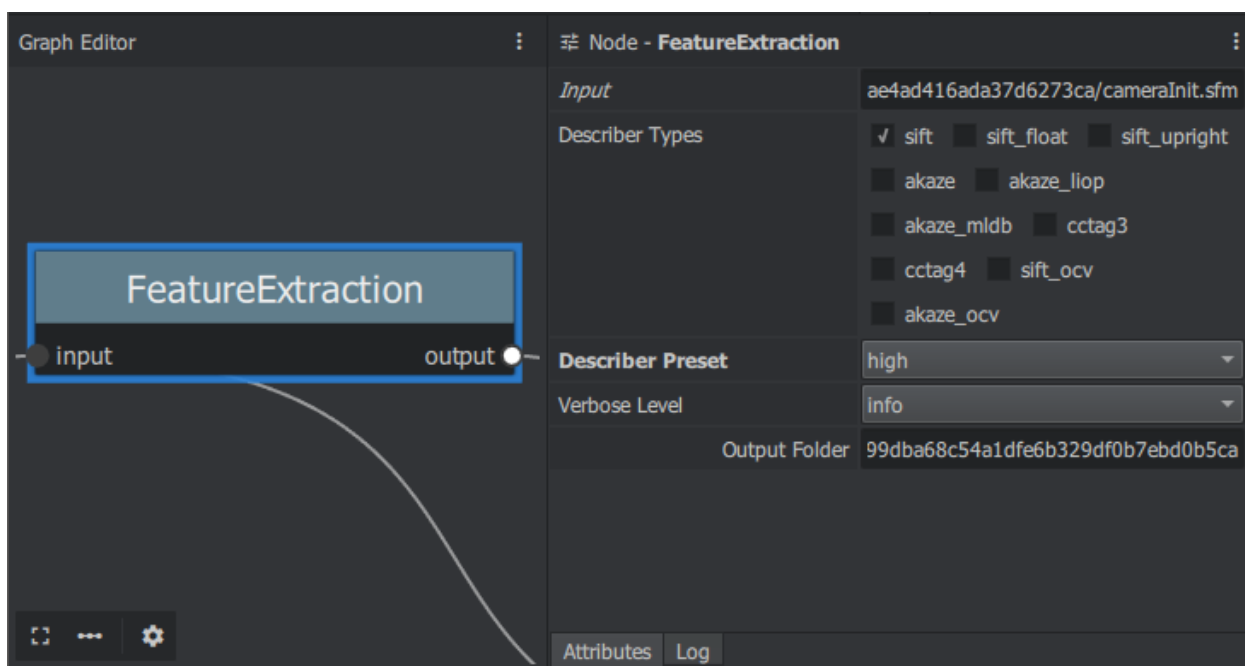 Graph Editor
Node - FeatureExtraction
Input ae4ad416ada37d6273ca/cameraInit.sfm
Describer Types √ sift sift_float sift_upright
akaze akaze_liop
akaze_mldb cctag3
cctag4 sift_ocv
akaze_ocv
FeatureExtraction
input output
Describer Preset high
Verbose Level info
Output Folder 99dba68c54a1dfe6b329df0b7ebd0b5ca
Attributes Log